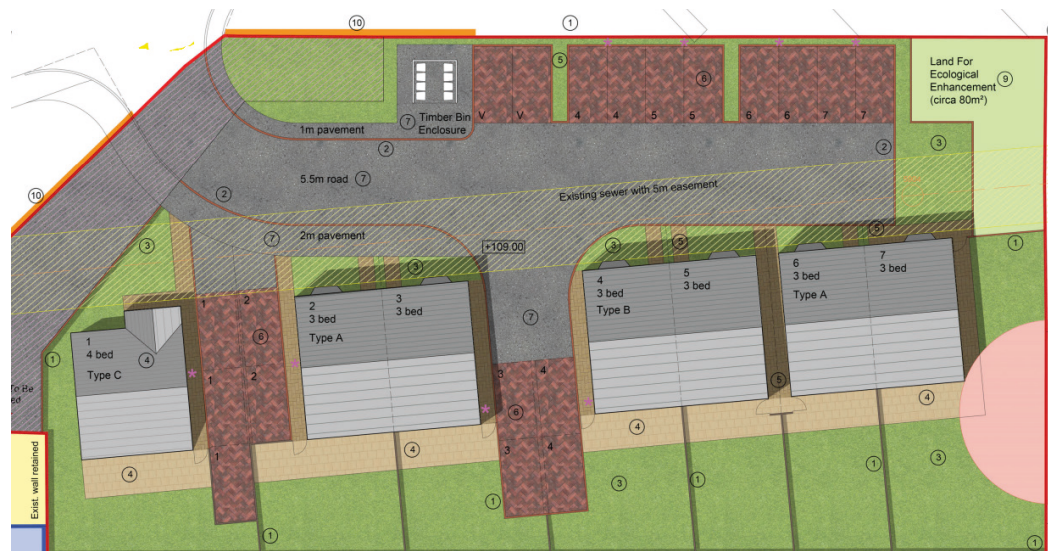 10
1
Land For
Ecological
Enhancement
(circa 80m²)
9
5
6
7
Timber Bin
Enclosure
V
V
4
4
5
5
6
6
7
7
1m pavement
2
2
3
5.5m road
7
Existing sewer with 5m easement
10
2
3
7
2m pavement
+109.00
3
5
5
1
3
1
2
6
2
3 bed
Type A
3
3 bed
7
4
3 bed
Type B
5
3 bed
6
3 bed
Type A
7
3 bed
1
1
4 bed
Type C
4
1
2
3
4
6
5
To Be
4
4
4
4
3
4
1
Exist. wall retained
1
3
1
1
3
1
1